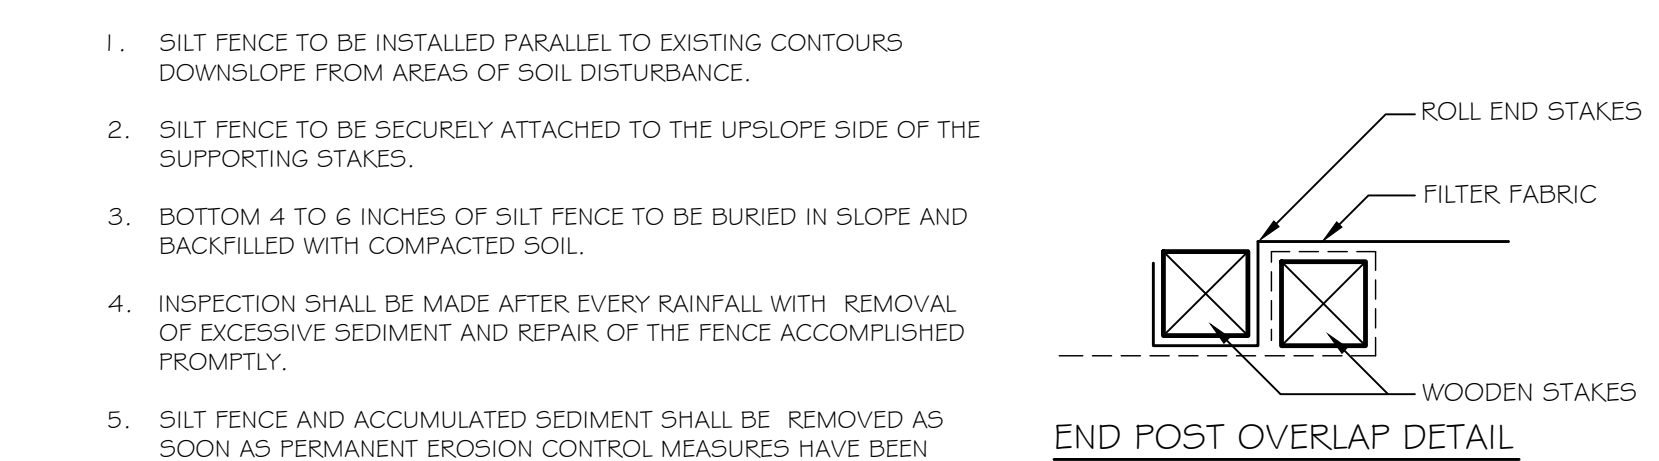 1. SILT FENCE TO BE INSTALLED PARALLEL TO EXISTING CONTOURS
DOWNSLOPE FROM AREAS OF SOIL DISTURBANCE.
2. SILT FENCE TO BE SECURELY ATTACHED TO THE UPSLOPE SIDE OF THE
SUPPORTING STAKES.
3. BOTTOM 4 TO 6 INCHES OF SILT FENCE TO BE BURIED IN SLOPE AND
BACKFILLED WITH COMPACTED SOIL.
4. INSPECTION SHALL BE MADE AFTER EVERY RAINFALL WITH REMOVAL
OF EXCESSIVE SEDIMENT AND REPAIR OF THE FENCE ACCOMPLISHED
PROMPTLY.
5. SILT FENCE AND ACCUMULATED SEDIMENT SHALL BE REMOVED AS
SOON AS PERMANENT EROSION CONTROL MEASURES HAVE BEEN
ROLL END STAKES
FILTER FABRIC
WOODEN STAKES
END POST OVERLAP DETAIL